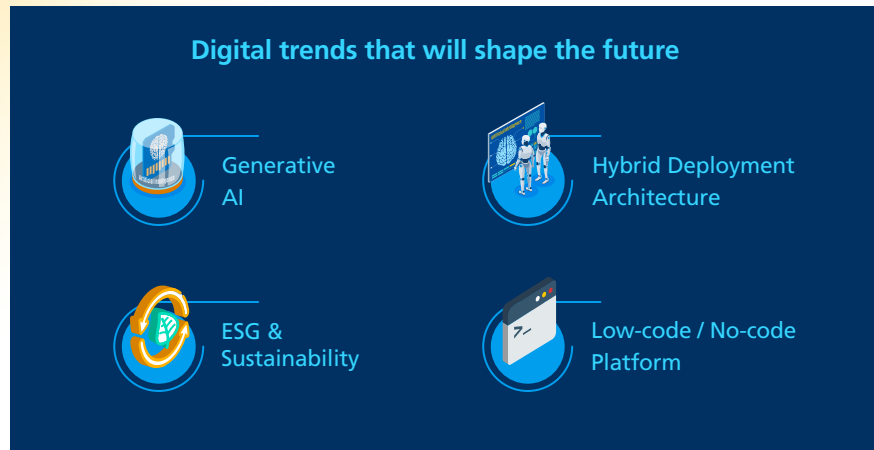 Digital trends that will shape the future
Generative
AI
Hybrid Deployment
Architecture
ESG &
Sustainability
>_
Low-code / No-code
Platform